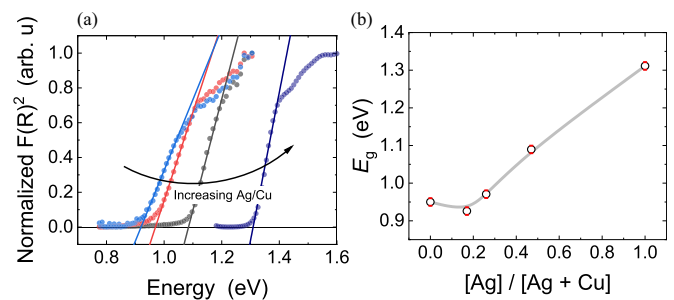 (a)
Normalized F(R)² (arb. u)
1.0
0.8
0.6
0.4
0.2
0.0
Increasing Ag/Cu
0.8 1.0 1.2 1.4 1.6
Energy (eV)
(b)
E_g (eV)
1.4
1.3
1.2
1.1
1.0
0.9
0.0 0.2 0.4 0.6 0.8 1.0
[Ag] / [Ag + Cu]